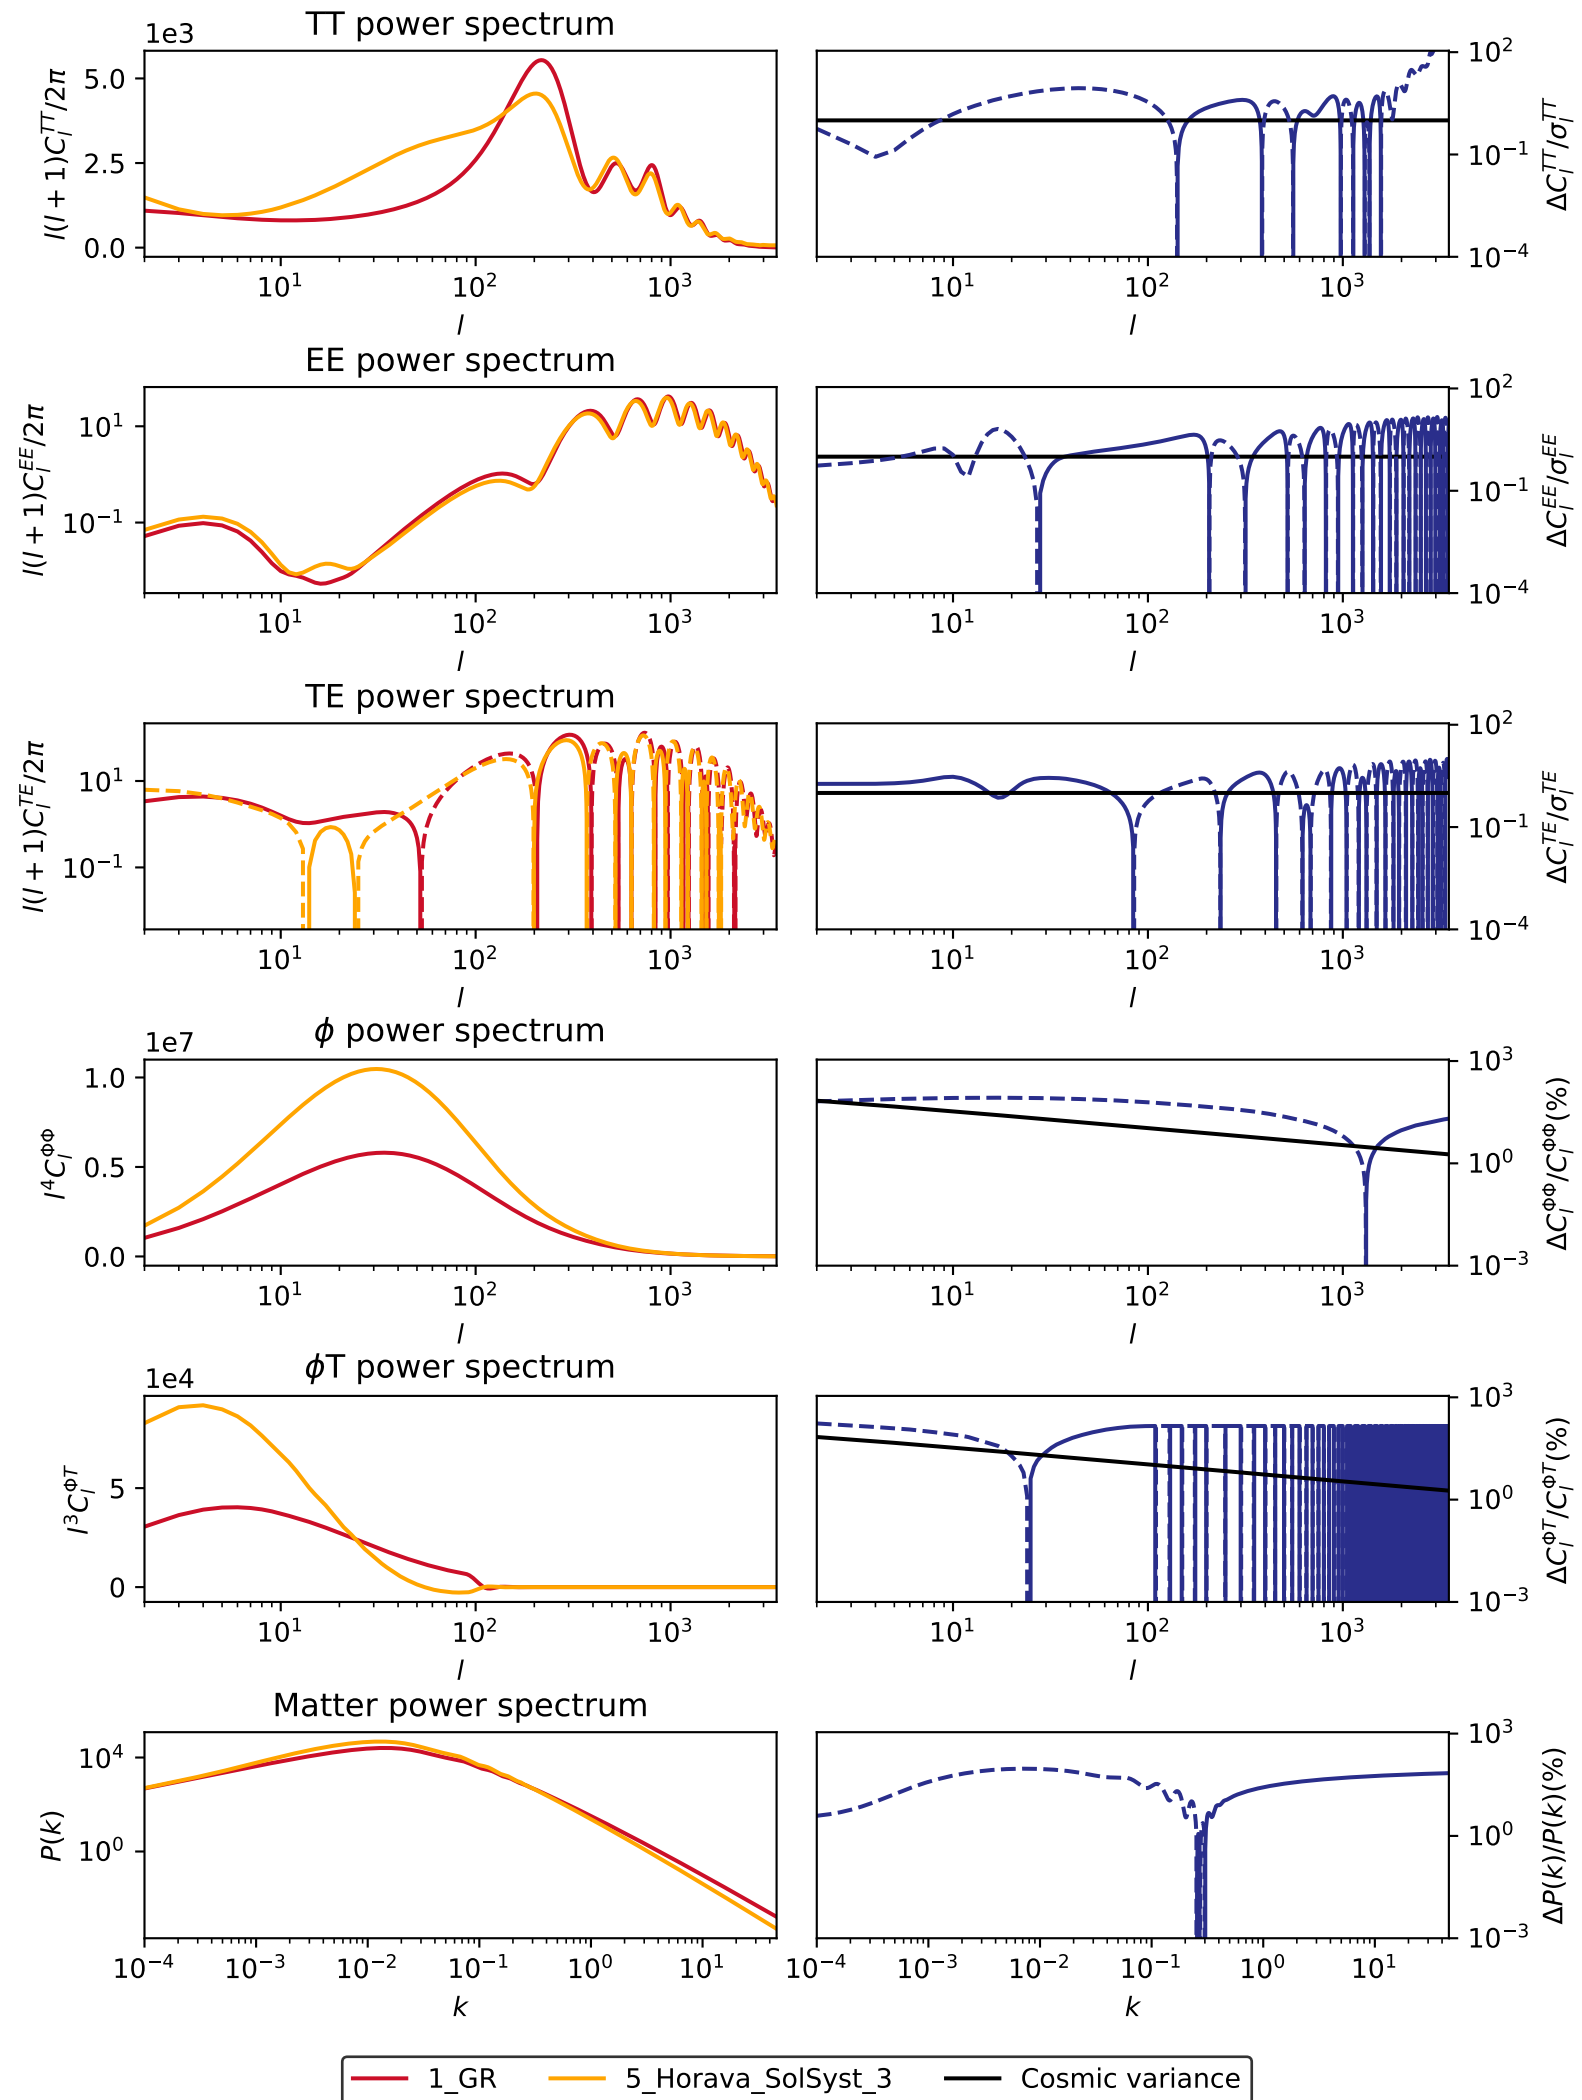 TT power spectrum
1e3
5.0
2.5
0.0
l(l + 1)C_l^{TT}/2π
10^1 10^2 10^3
l
10^2
10^{-1}
10^{-4}
ΔC_l^{TT}/σ_l^{TT}
10^1 10^2 10^3
l
EE power spectrum
10^1
10^{-1}
l(l + 1)C_l^{EE}/2π
10^1 10^2 10^3
l
10^2
10^{-1}
10^{-4}
ΔC_l^{EE}/σ_l^{EE}
10^1 10^2 10^3
l
TE power spectrum
10^1
10^{-1}
l(l + 1)C_l^{TE}/2π
10^1 10^2 10^3
l
10^2
10^{-1}
10^{-4}
ΔC_l^{TE}/σ_l^{TE}
10^1 10^2 10^3
l
ϕ power spectrum
1e7
1.0
0.5
0.0
l^4C_l^{ΦΦ}
10^1 10^2 10^3
l
10^3
10^0
10^{-3}
ΔC_l^{ΦΦ}/C_l^{ΦΦ}(%)
10^1 10^2 10^3
l
ϕT power spectrum
1e4
5
0
l^3C_l^{ΦT}
10^1 10^2 10^3
l
10^3
10^0
10^{-3}
ΔC_l^{ΦT}/C_l^{ΦT}(%)
10^1 10^2 10^3
l
Matter power spectrum
10^4
10^0
P(k)
10^{-4} 10^{-3} 10^{-2} 10^{-1} 10^0 10^1
k
10^3
10^0
10^{-3}
ΔP(k)/P(k)(%)
10^{-4} 10^{-3} 10^{-2} 10^{-1} 10^0 10^1
k
1_GR 5_Horava_SolSyst_3 Cosmic variance